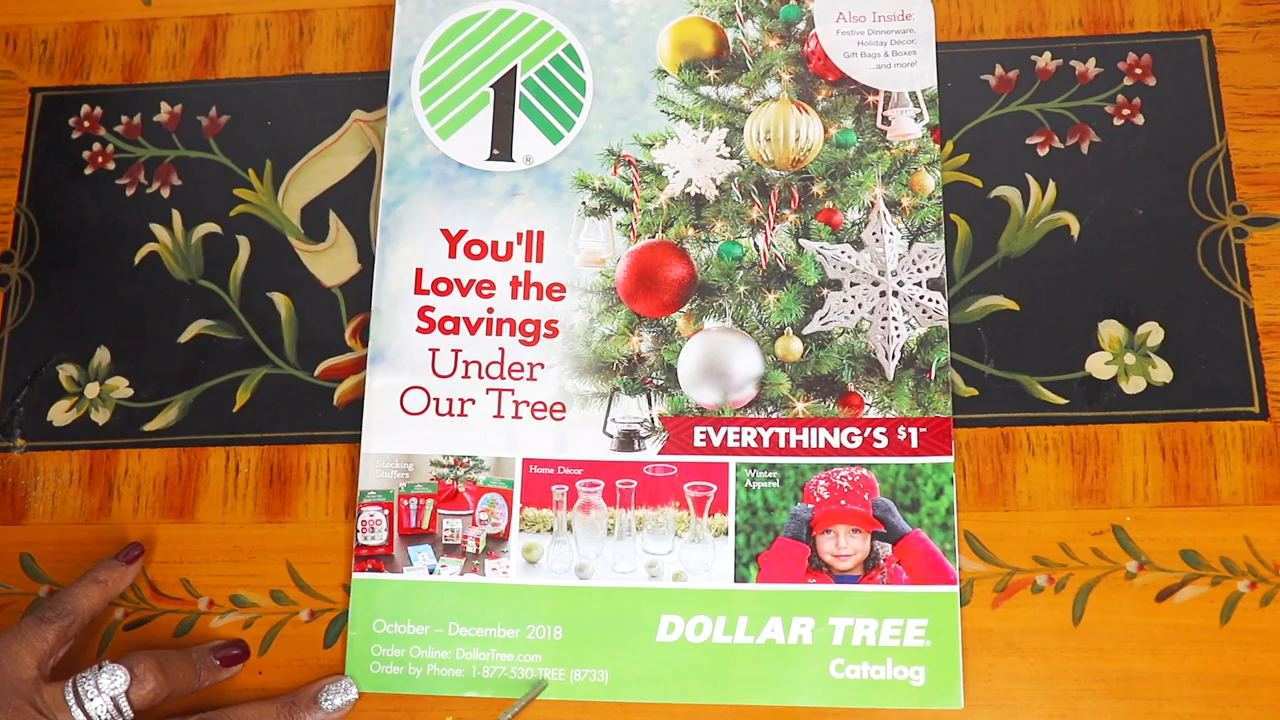 Also Inside:
Festive Dinnerware,
Holiday Décor,
Gift Bags & Boxes
...and more!
1®
You'll
Love the
Savings
Under
Our Tree
EVERYTHING'S $1™
Stocking
Stuffers
Home Décor
Winter
Apparel
October – December 2018
Order Online: DollarTree.com
Order by Phone: 1-877-530-TREE (8733)
DOLLAR TREE®
Catalog